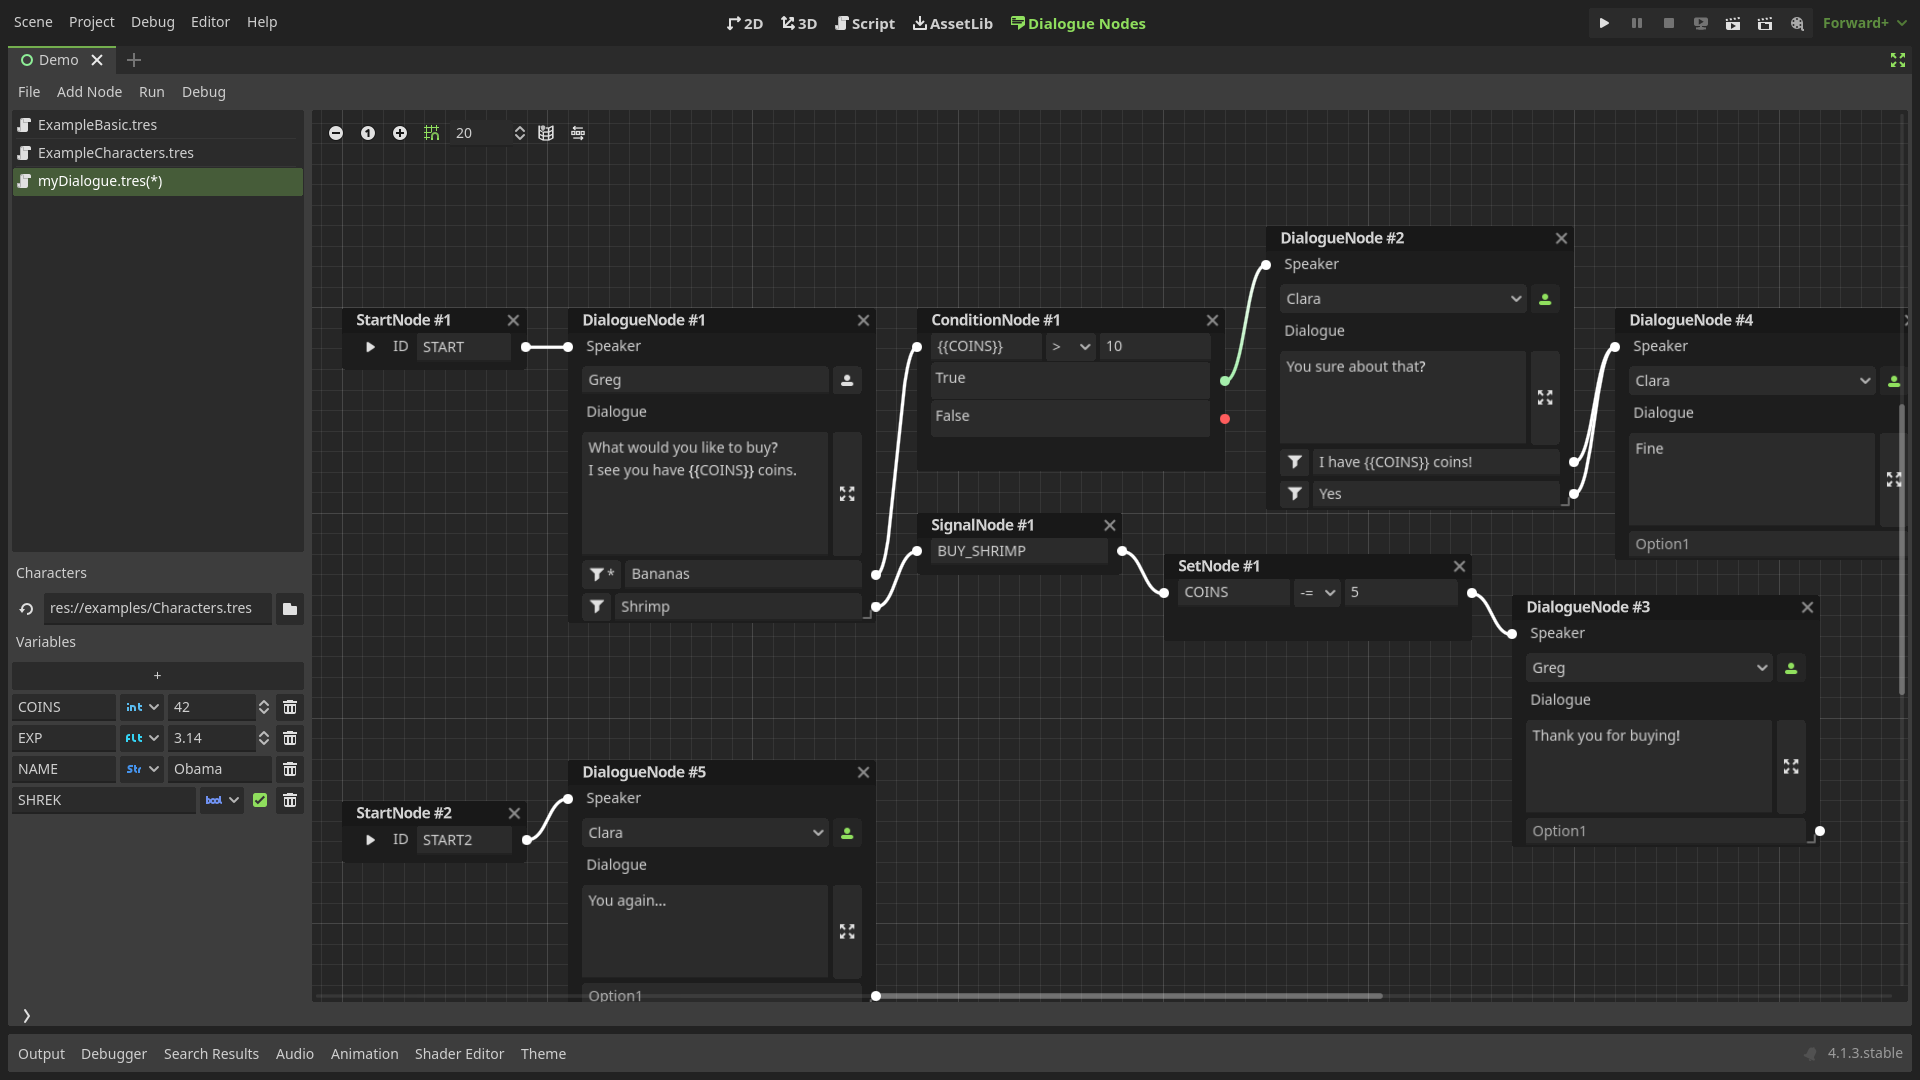 Scene Project Debug Editor Help
2D 3D Script AssetLib Dialogue Nodes
Forward+
Demo
File Add Node Run Debug
ExampleBasic.tres
ExampleCharacters.tres
myDialogue.tres(*)
Characters
res://examples/Characters.tres
Variables
+
COINS int 42
EXP flt 3.14
NAME Str Obama
SHREK bool
1 20
StartNode #1
ID START
DialogueNode #1
Speaker
Greg
Dialogue
What would you like to buy?
I see you have {{COINS}} coins.
* Bananas
Shrimp
ConditionNode #1
{{COINS}} > 10
True
False
SignalNode #1
BUY_SHRIMP
SetNode #1
COINS -= 5
DialogueNode #2
Speaker
Clara
Dialogue
You sure about that?
I have {{COINS}} coins!
Yes
DialogueNode #4
Speaker
Clara
Dialogue
Fine
Option1
DialogueNode #3
Speaker
Greg
Dialogue
Thank you for buying!
Option1
StartNode #2
ID START2
DialogueNode #5
Speaker
Clara
Dialogue
You again...
Option1
Output Debugger Search Results Audio Animation Shader Editor Theme
4.1.3.stable